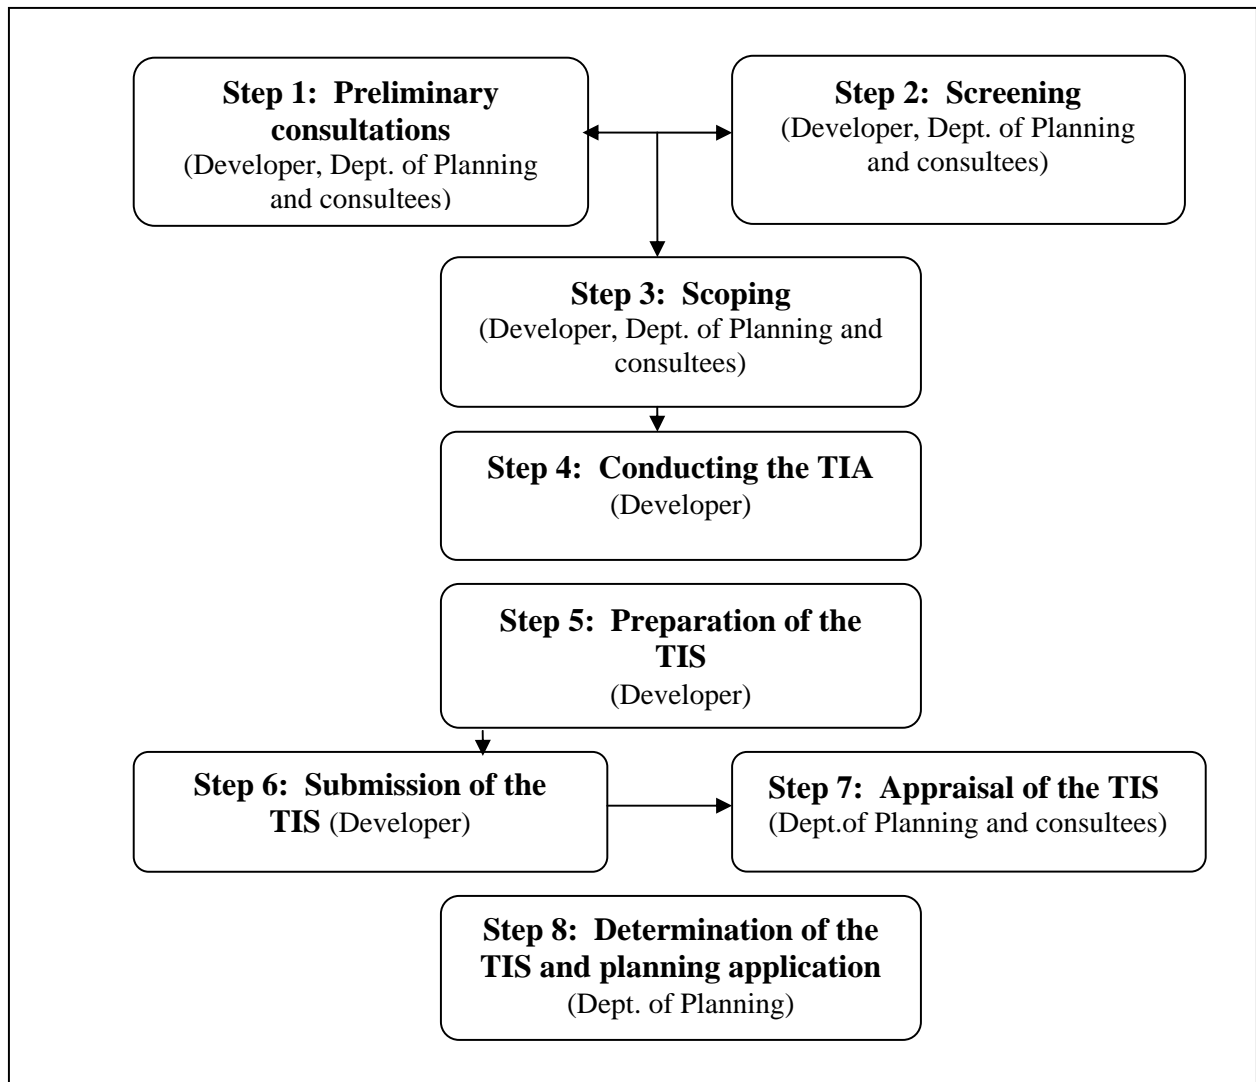 Step 1:  Preliminary
consultations
(Developer, Dept. of Planning
and consultees)
Step 2:  Screening
(Developer, Dept. of Planning
and consultees)
Step 3:  Scoping
(Developer, Dept. of Planning and
consultees)
Step 4:  Conducting the TIA
(Developer)
Step 5:  Preparation of the
TIS
(Developer)
Step 6:  Submission of the
TIS (Developer)
Step 7:  Appraisal of the TIS
(Dept.of Planning and consultees)
Step 8:  Determination of the
TIS and planning application
(Dept. of Planning)